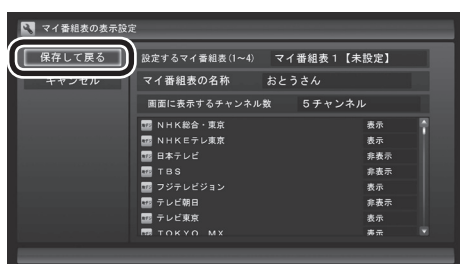 マイ番組表の表示設定
保存して戻る
キャンセル
設定するマイ番組表(1~4) マイ番組表1【未設定】
マイ番組表の名称 おとうさん
画面に表示するチャンネル数 5チャンネル
NHK総合・東京 表示
NHKEテレ東京 表示
日本テレビ 非表示
TBS 非表示
フジテレビジョン 表示
テレビ朝日 非表示
テレビ東京 表示
TOKYO MX 表示